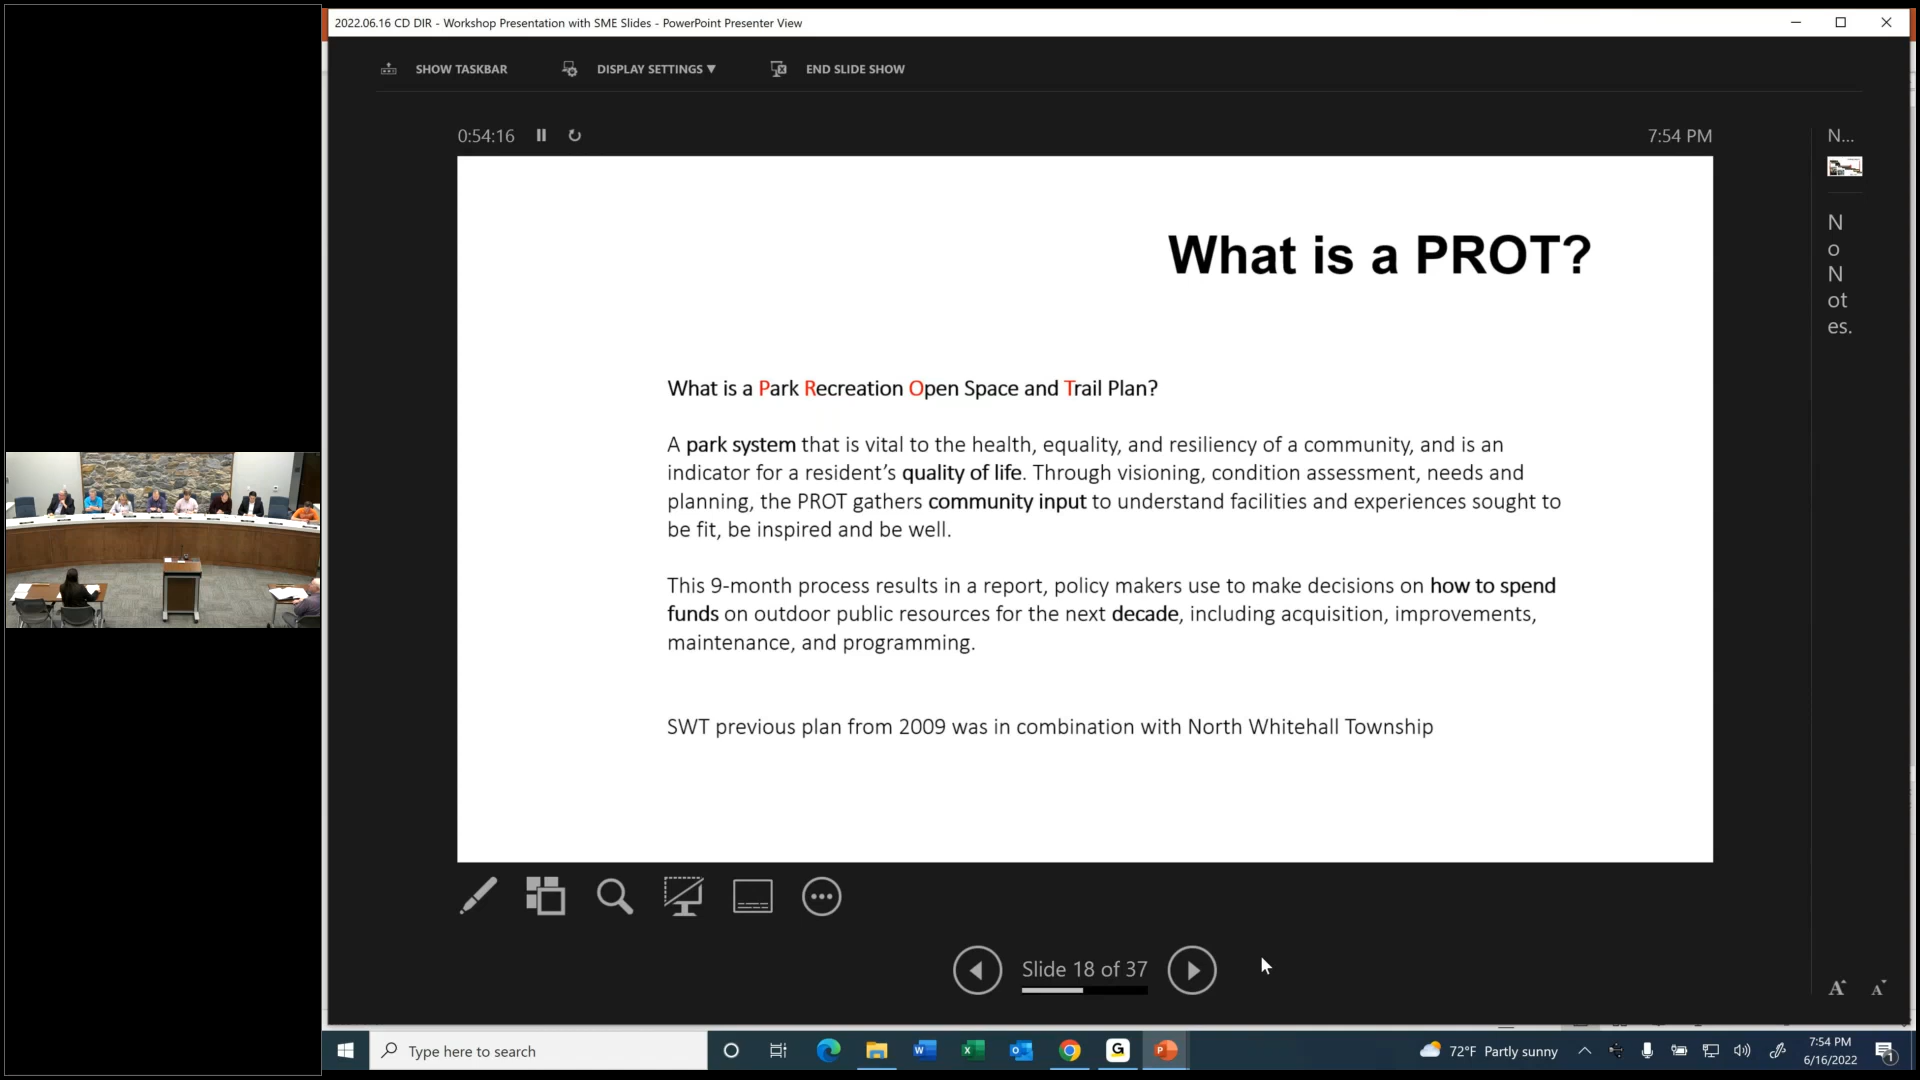 2022.06.16 CD DIR - Workshop Presentation with SME Slides - PowerPoint Presenter View
SHOW TASKBAR
DISPLAY SETTINGS ▼
END SLIDE SHOW
0:54:16
7:54 PM
What is a PROT?
What is a Park Recreation Open Space and Trail Plan?
A park system that is vital to the health, equality, and resiliency of a community, and is an
indicator for a resident’s quality of life. Through visioning, condition assessment, needs and
planning, the PROT gathers community input to understand facilities and experiences sought to
be fit, be inspired and be well.
This 9-month process results in a report, policy makers use to make decisions on how to spend
funds on outdoor public resources for the next decade, including acquisition, improvements,
maintenance, and programming.
SWT previous plan from 2009 was in combination with North Whitehall Township
N...
N
o
N
ot
es.
Slide 18 of 37
A
A
Type here to search
72°F Partly sunny
7:54 PM
6/16/2022
1